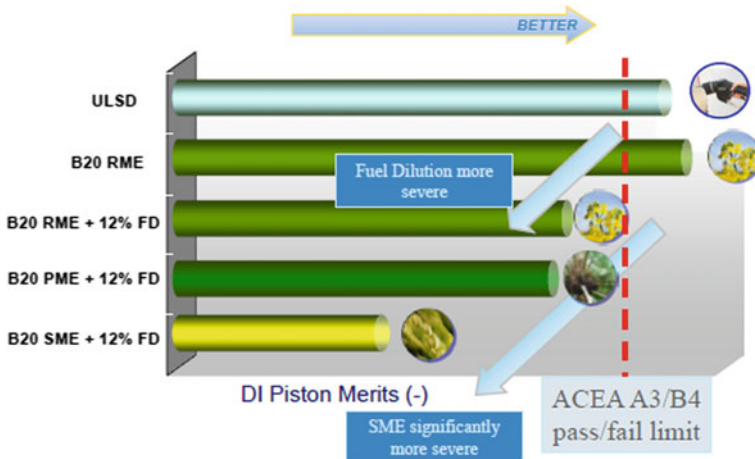 BETTER
ULSD
B20 RME
Fuel Dilution more
severe
B20 RME + 12% FD
B20 PME + 12% FD
B20 SME + 12% FD
DI Piston Merits (-)
ACEA A3/B4
pass/fail limit
SME significantly
more severe